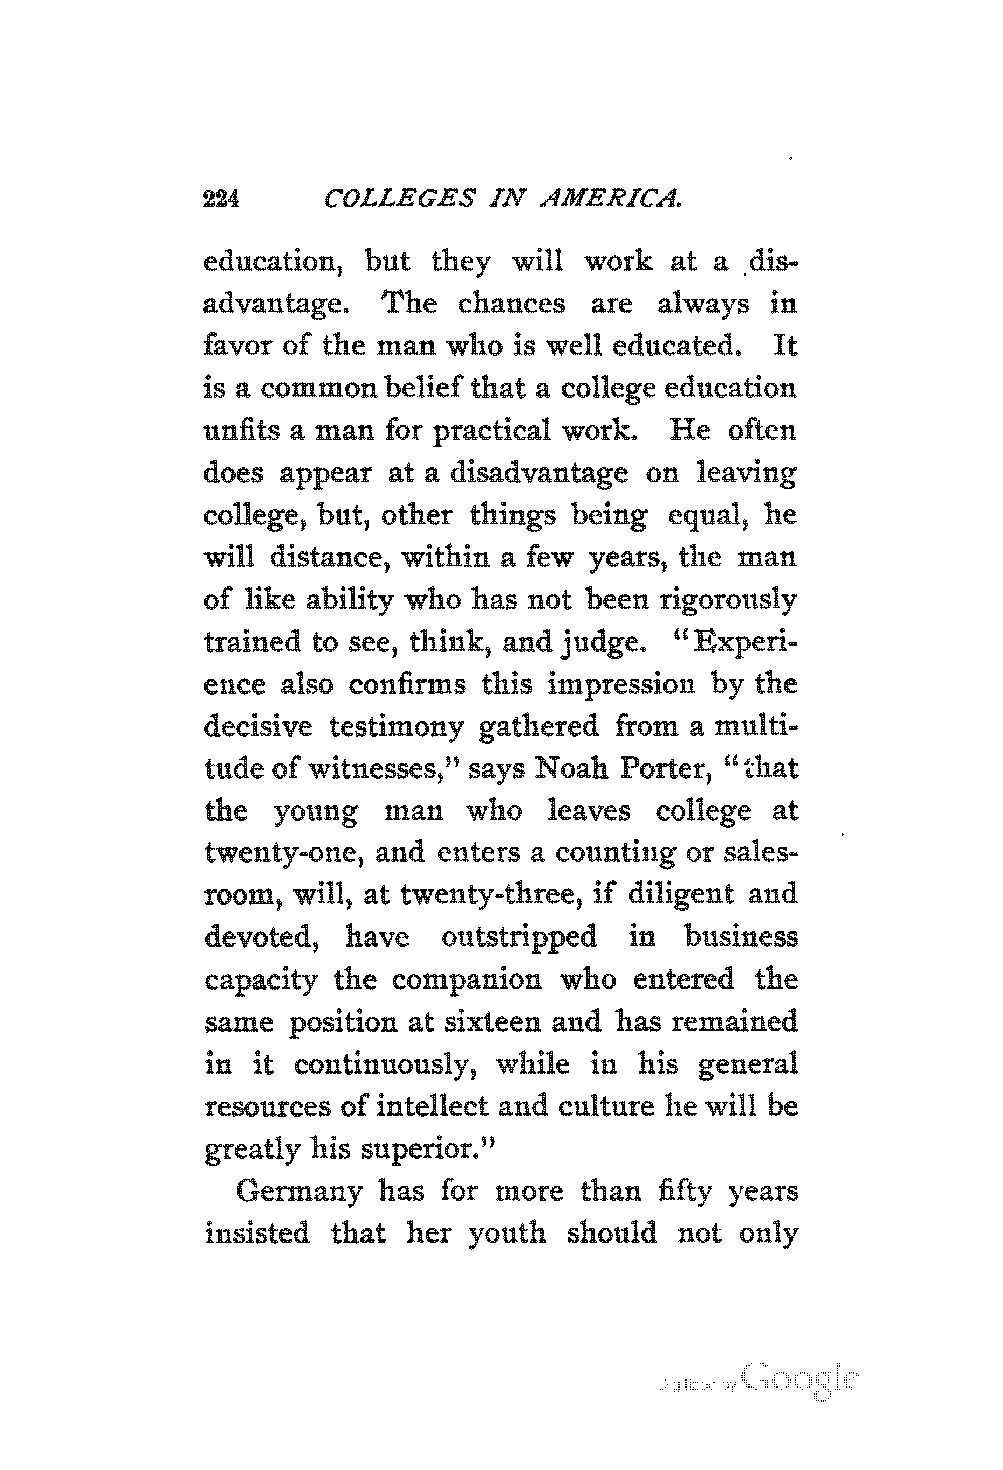 224 COLLEGES IN AMERICA.
education, but they will work at a dis-
advantage. The chances are always in
favor of the man who is well educated. It
is a common belief that a college education
unfits a man for practical work. He often
does appear at a disadvantage on leaving
college, but, other things being equal, he
will distance, within a few years, the man
of like ability who has not been rigorously
trained to see, think, and judge. "Experi-
ence also confirms this impression by the
decisive testimony gathered from a multi-
tude of witnesses," says Noah Porter, "that
the young man who leaves college at
twenty-one, and enters a counting or sales-
room, will, at twenty-three, if diligent and
devoted, have outstripped in business
capacity the companion who entered the
same position at sixteen and has remained
in it continuously, while in his general
resources of intellect and culture he will be
greatly his superior."
Germany has for more than fifty years
insisted that her youth should not only
Digitized by Google